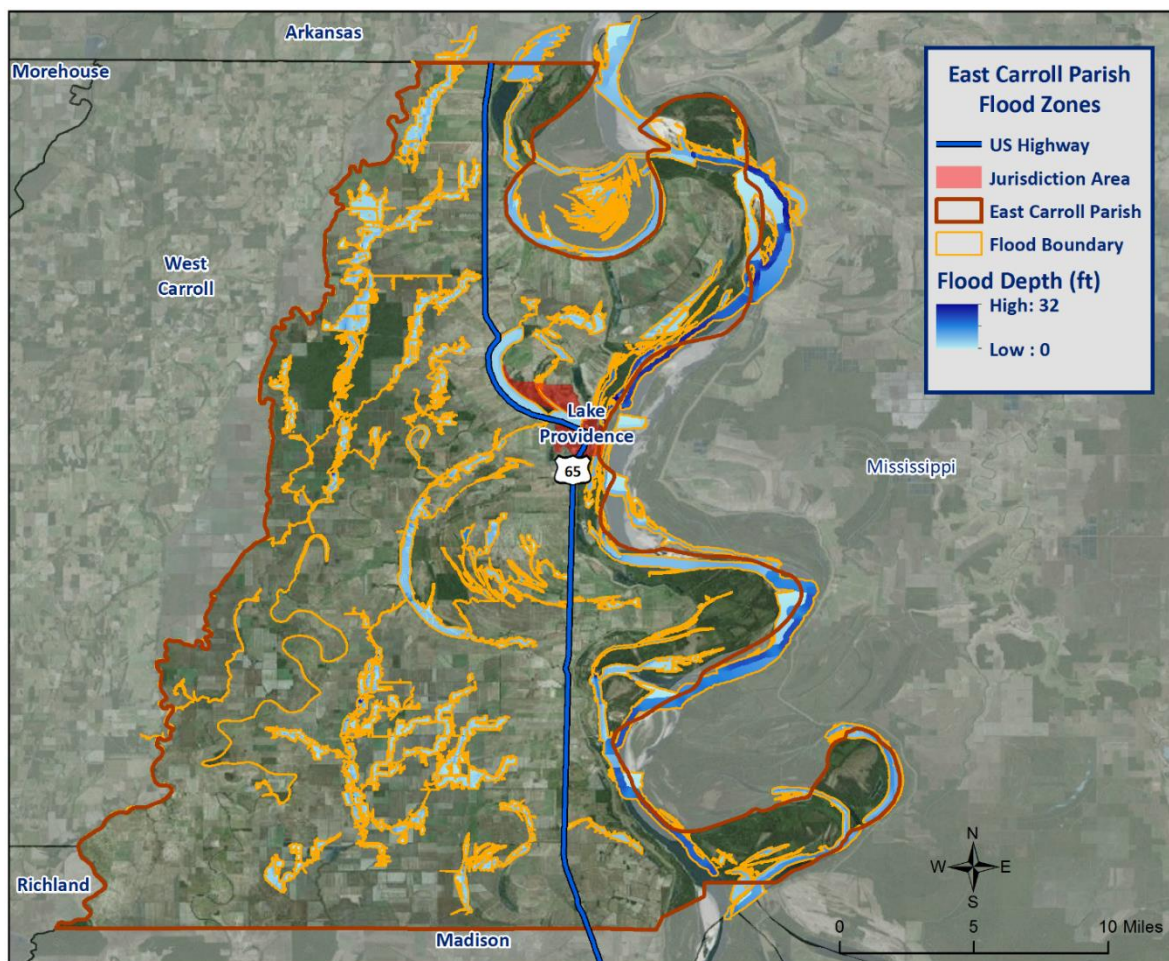 Arkansas
Morehouse
East Carroll Parish
Flood Zones
US Highway
Jurisdiction Area
East Carroll Parish
Flood Boundary
Flood Depth (ft)
High: 32
Low : 0
West
Carroll
Lake
Providence
65
Mississippi
N
W E
S
Richland
Madison
0 5 10 Miles